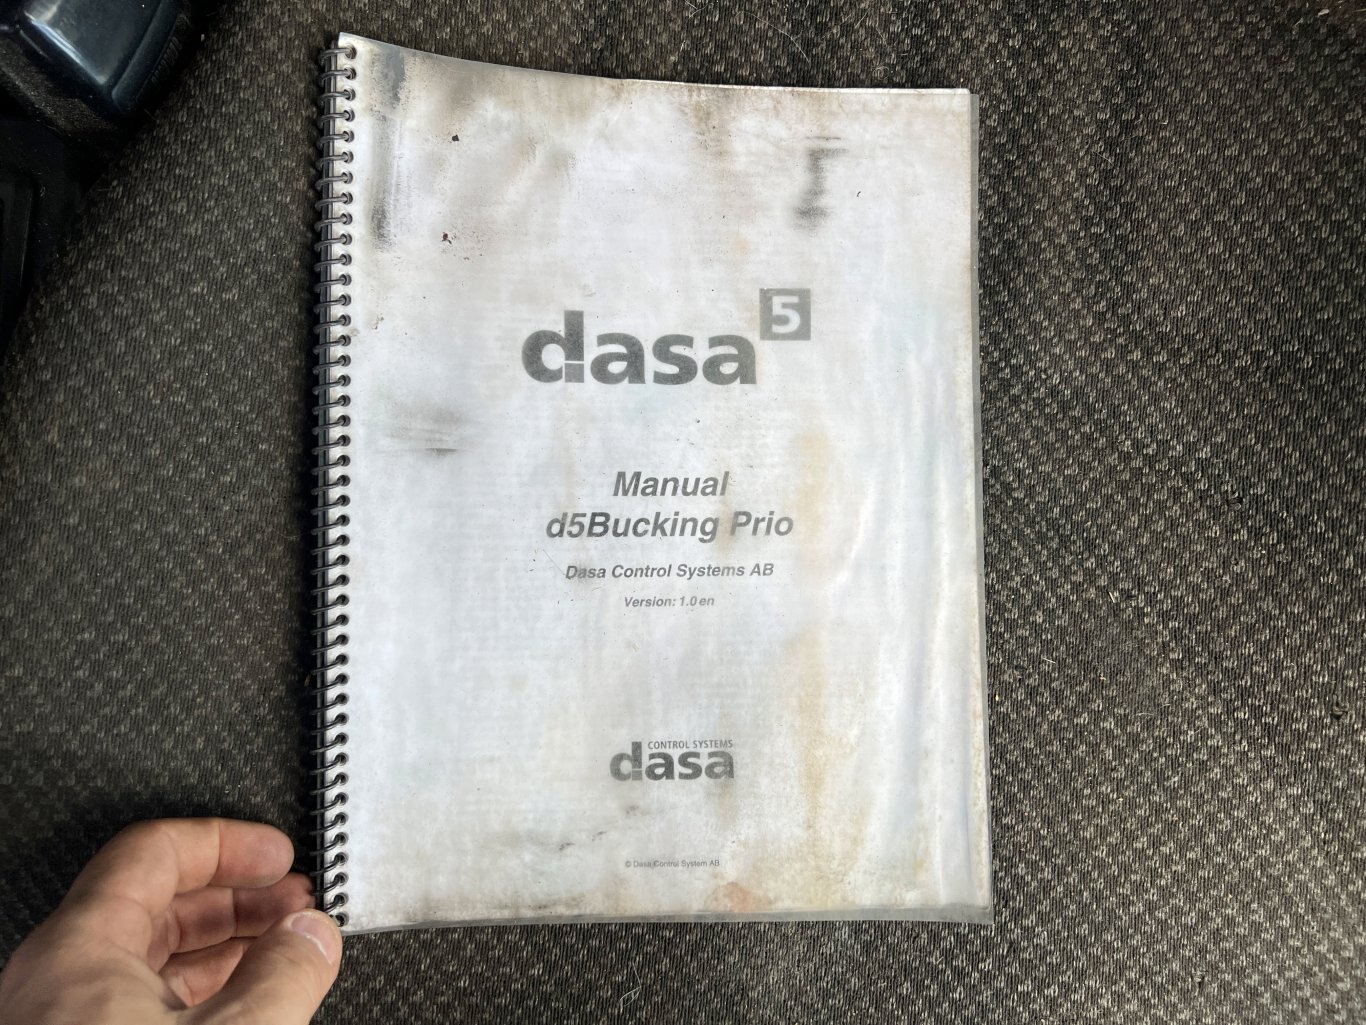 dasa 5
Manual
d5Bucking Prio
Dasa Control Systems AB
Version: 1.0 en
CONTROL SYSTEMS
dasa
© Dasa Control System AB